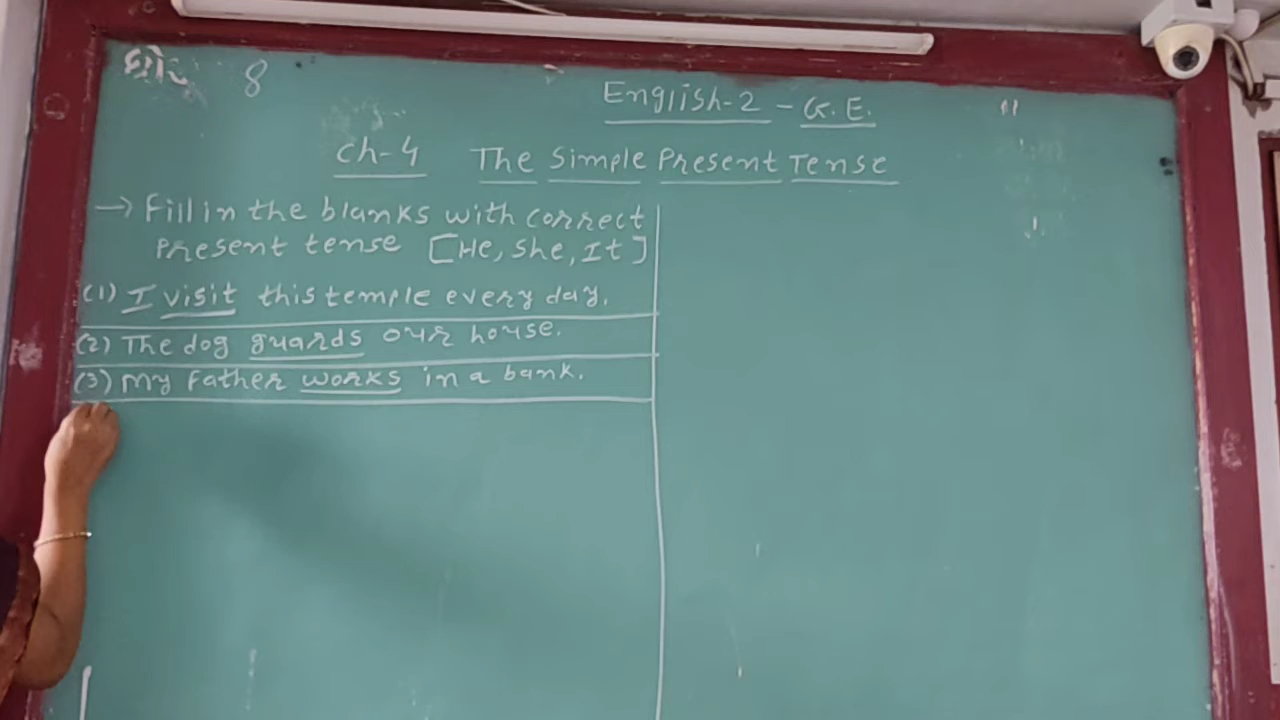 ધો 8
English-2 - G.E.
Ch-4 The Simple Present Tense
→ Fill in the blanks with correct
Present tense [He, She, It]
(1) I visit this temple every day.
(2) The dog guards our house.
(3) My Father works in a bank.